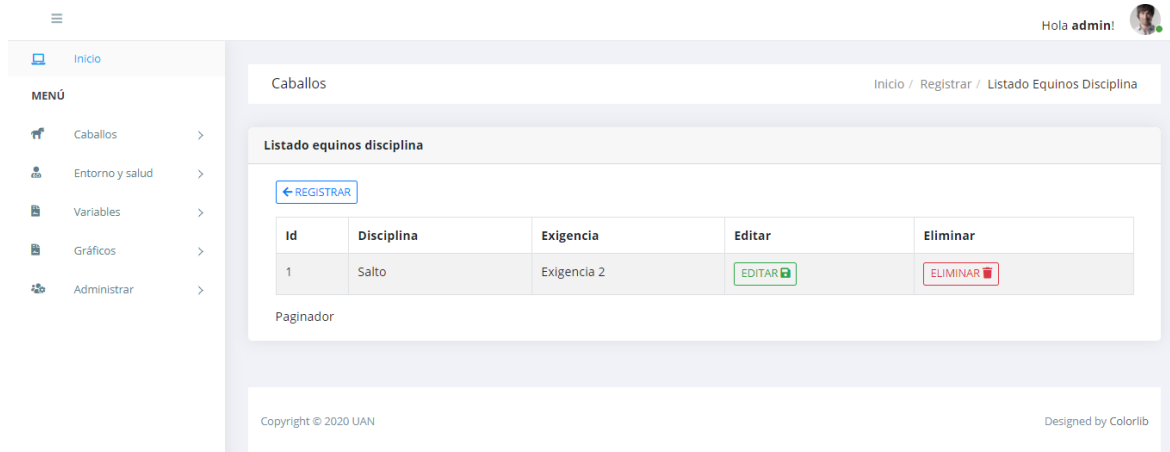 Hola admin!
Inicio
MENÚ
Caballos
Entorno y salud
Variables
Gráficos
Administrar
Caballos
Inicio / Registrar / Listado Equinos Disciplina
Listado equinos disciplina
REGISTRAR
Id Disciplina Exigencia Editar Eliminar
1 Salto Exigencia 2 EDITAR ELIMINAR
Paginador
Copyright © 2020 UAN
Designed by Colorlib